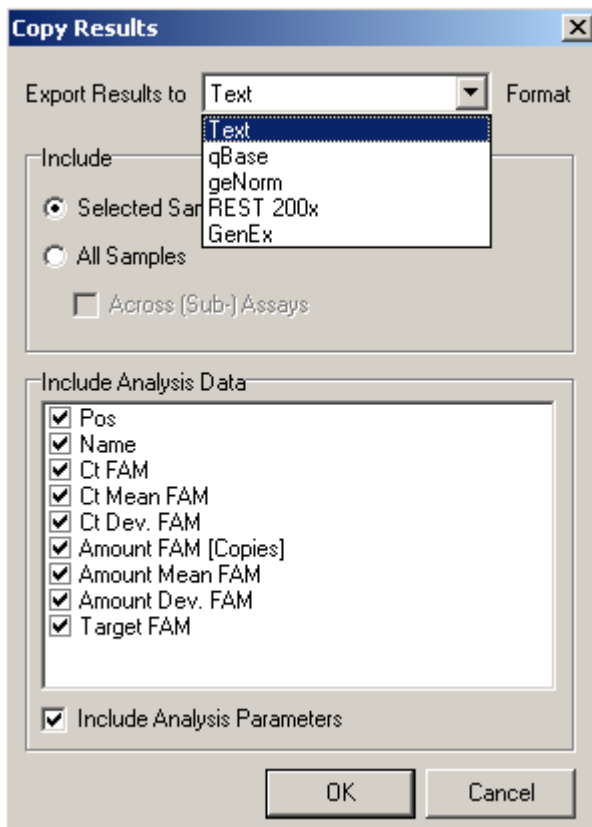 Copy Results
Export Results to Text Format
Text
qBase
geNorm
REST 200x
GenEx
Include
Selected Sar
All Samples
Across (Sub-) Assays
Include Analysis Data
Pos
Name
Ct FAM
Ct Mean FAM
Ct Dev. FAM
Amount FAM [Copies]
Amount Mean FAM
Amount Dev. FAM
Target FAM
Include Analysis Parameters
OK Cancel